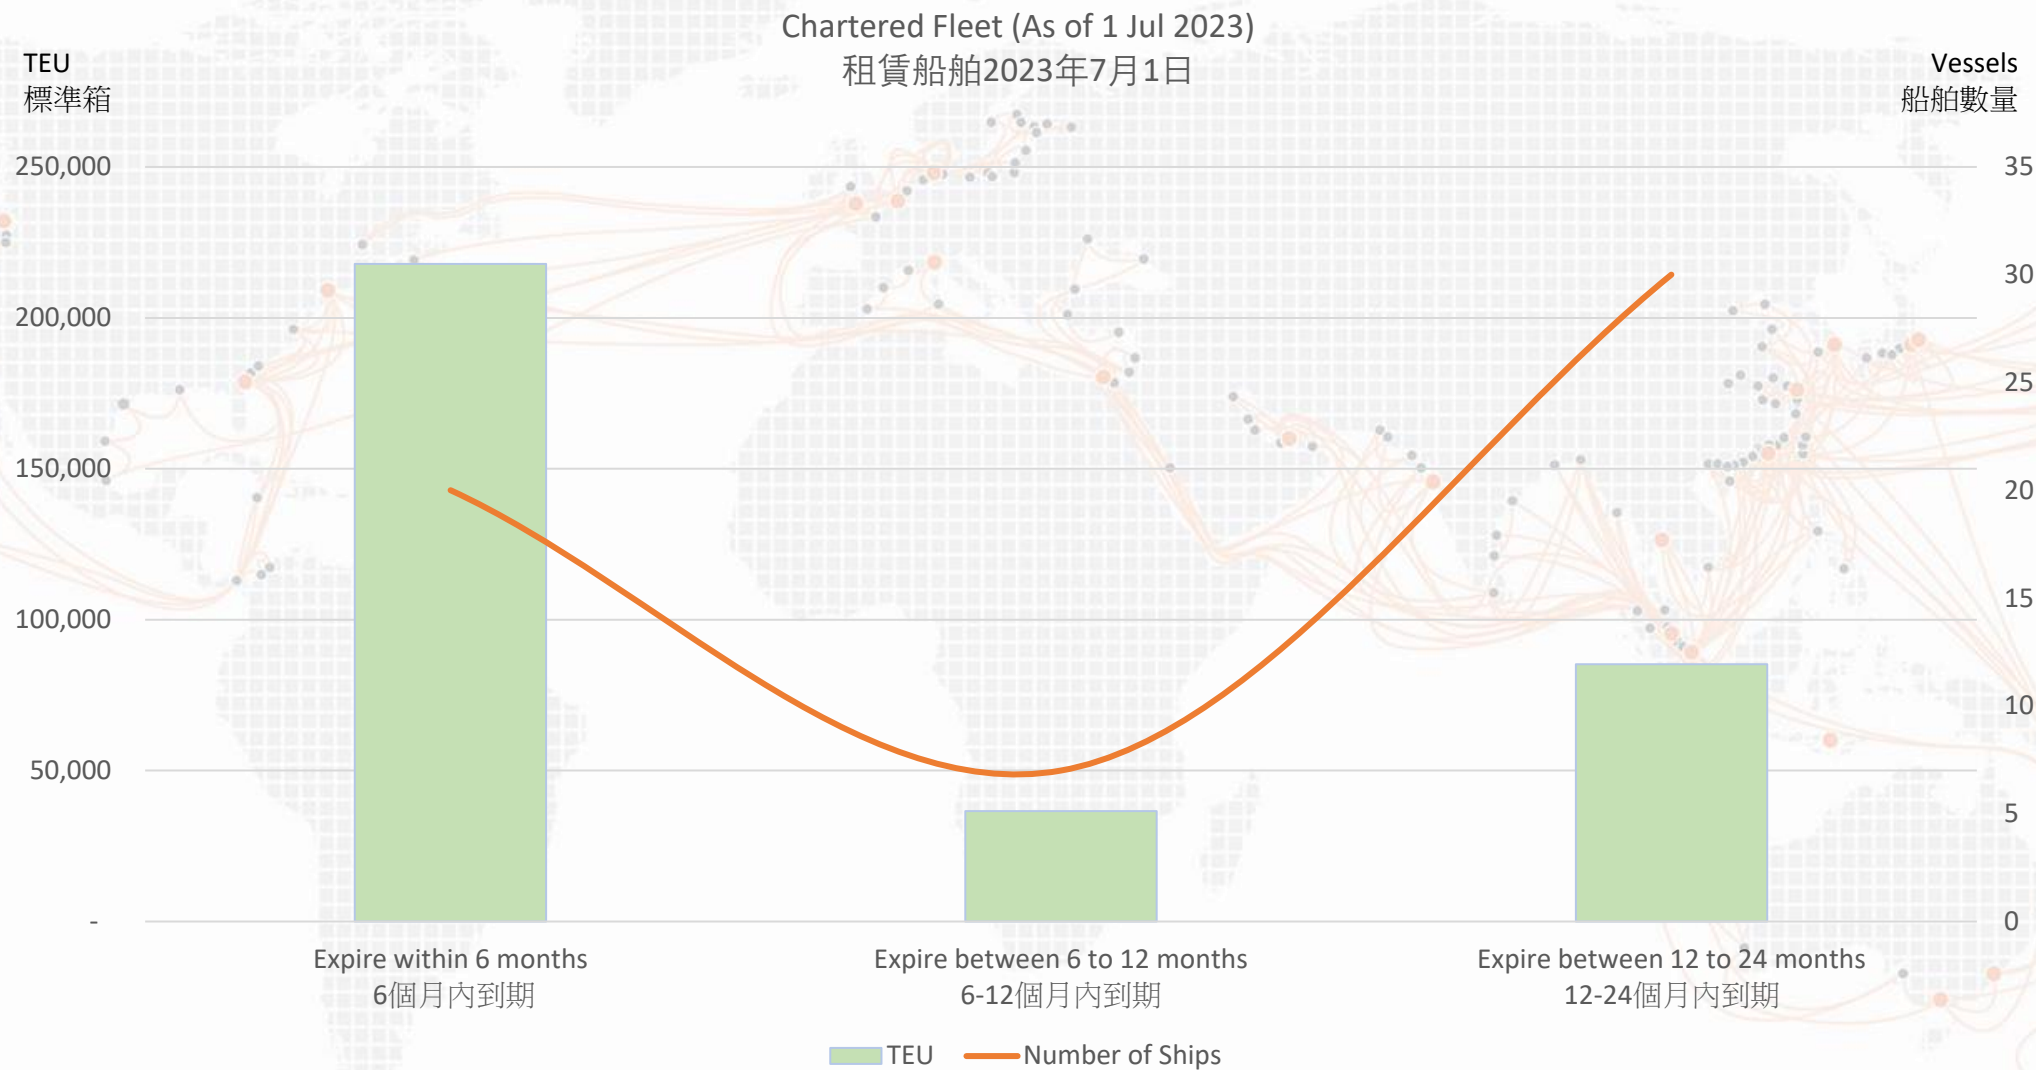 Chartered Fleet (As of 1 Jul 2023)
租賃船舶2023年7月1日
TEU
標準箱
Vessels
船舶數量
250,000
200,000
150,000
100,000
50,000
-
35
30
25
20
15
10
5
0
Expire within 6 months
6個月內到期
Expire between 6 to 12 months
6-12個月內到期
Expire between 12 to 24 months
12-24個月內到期
TEU
Number of Ships